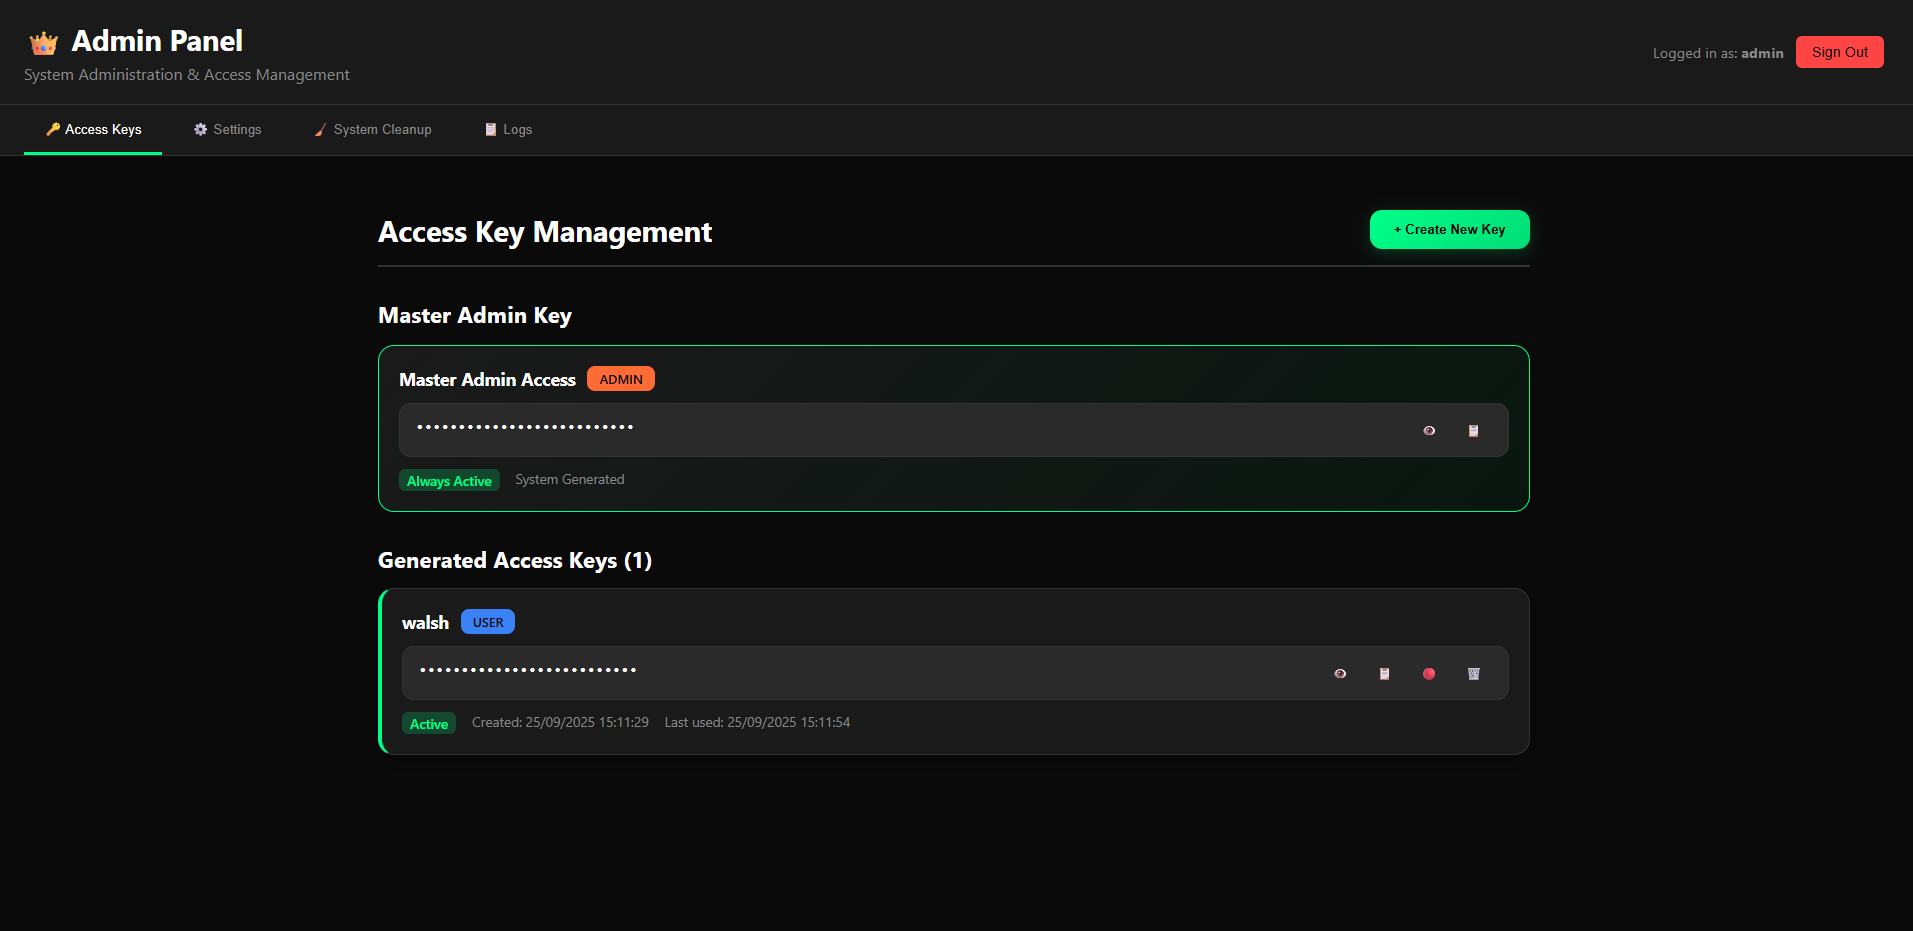 Admin Panel
System Administration & Access Management
Logged in as: admin
Sign Out
Access Keys
Settings
System Cleanup
Logs
Access Key Management
+ Create New Key
Master Admin Key
Master Admin Access
ADMIN
••••••••••••••••••••••••••
Always Active
System Generated
Generated Access Keys (1)
walsh
USER
••••••••••••••••••••••••••
Active
Created: 25/09/2025 15:11:29
Last used: 25/09/2025 15:11:54